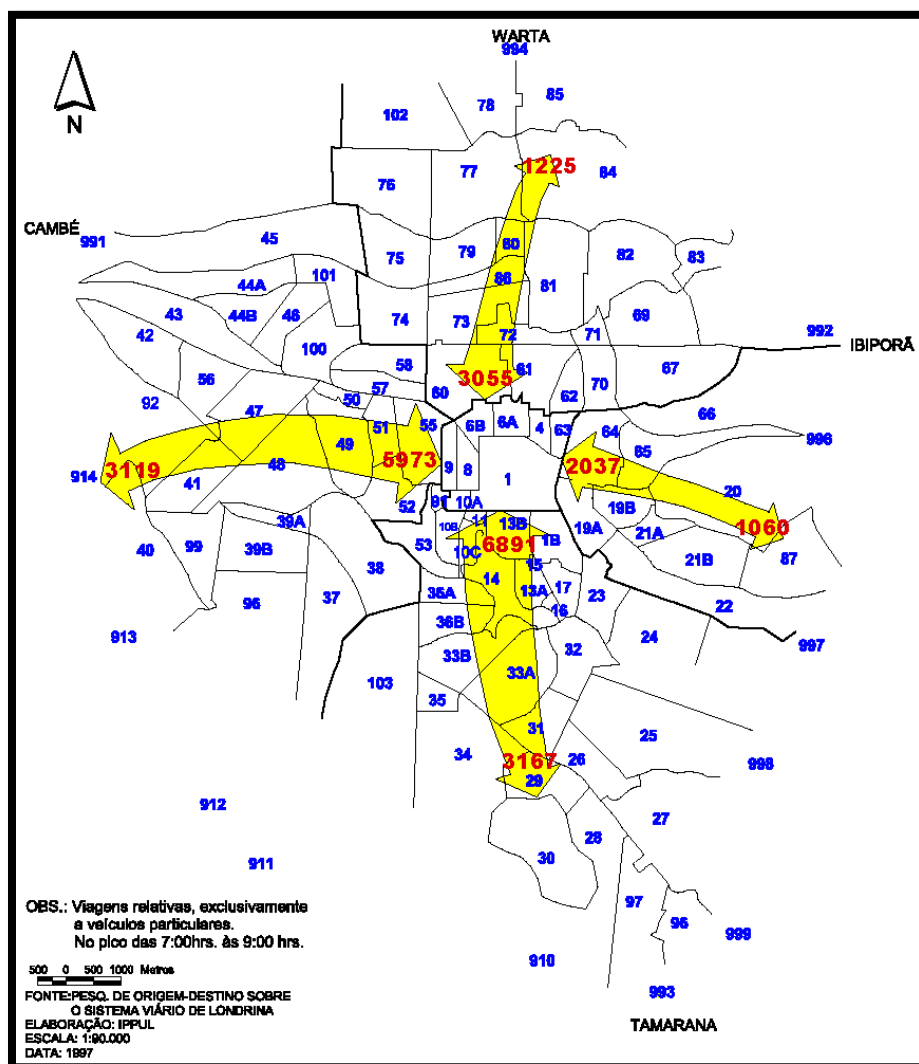 WARTA
994
85
78
102
1225
77
84
76
CAMBÉ
991
45
79
80
82
83
75
101
86
44A
81
69
43
44B
46
74
73
42
72
71
992
100
IBIPORÃ
58
61
67
56
3055
60
57
70
62
92
50
47
66
51
55
6B
6A
4
63
64
996
49
65
5973
3119
9
8
2037
914
48
1
41
20
52
91
10A
19B
39A
11
13B
10B
1060
19A
21A
6891
1B
40
99
39B
53
10C
21B
87
38
15
14
17
35A
13A
23
96
37
16
22
36B
913
24
997
32
33B
33A
103
35
31
25
34
3167
26
998
29
912
27
28
30
911
OBS.: Viagens relativas, exclusivamente
a veículos particulares.
97
96
999
No pico das 7:00hrs. às 9:00 hrs.
910
500 0 500 1000 Metros
993
FONTE:PESQ. DE ORIGEM-DESTINO SOBRE
O SISTEMA VIÁRIO DE LONDRINA
ELABORAÇÃO: IPPUL
TAMARANA
ESCALA: 1:90.000
DATA: 1997
N